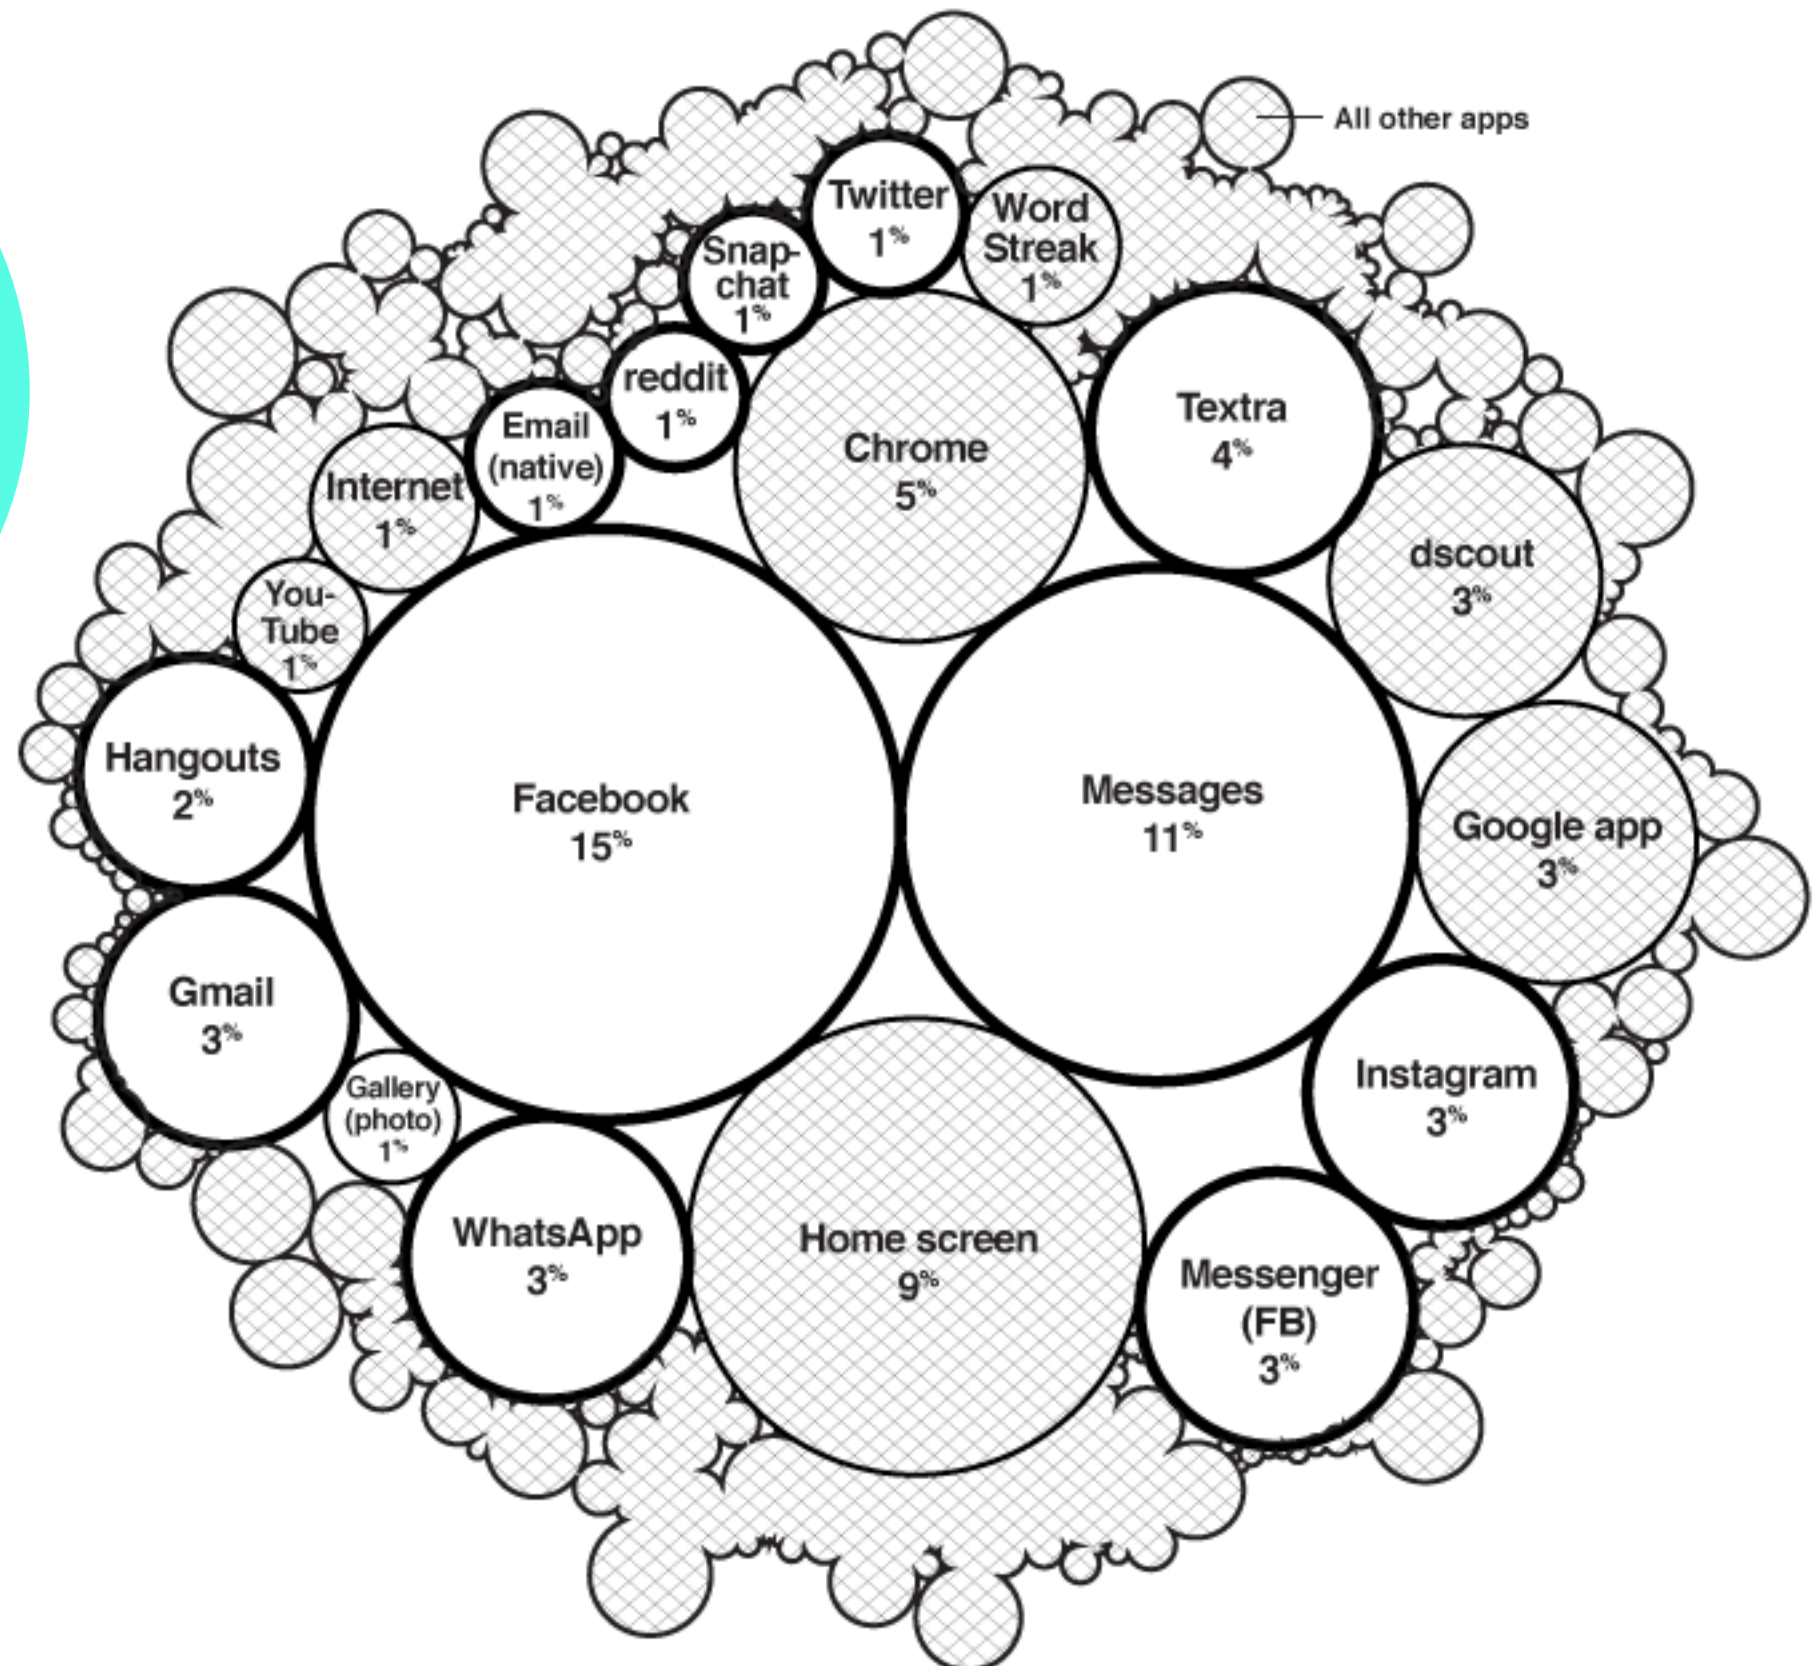 All other apps
Twitter
1%
Word
Streak
1%
Snap-
chat
1%
reddit
1%
Email
(native)
1%
Internet
1%
You-
Tube
1%
Chrome
5%
Textra
4%
dscout
3%
Hangouts
2%
Facebook
15%
Messages
11%
Google app
3%
Gmail
3%
Gallery
(photo)
1%
WhatsApp
3%
Home screen
9%
Instagram
3%
Messenger
(FB)
3%